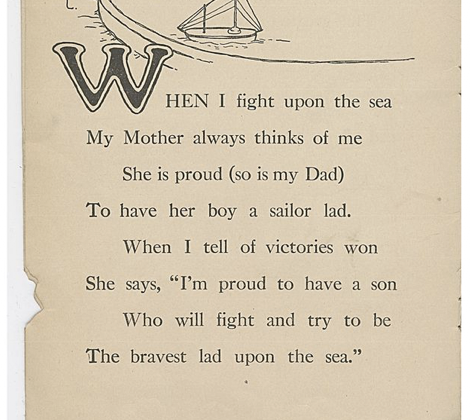 WHEN I fight upon the sea
My Mother always thinks of me
She is proud (so is my Dad)
To have her boy a sailor lad.
When I tell of victories won
She says, “I’m proud to have a son
Who will fight and try to be
The bravest lad upon the sea.”